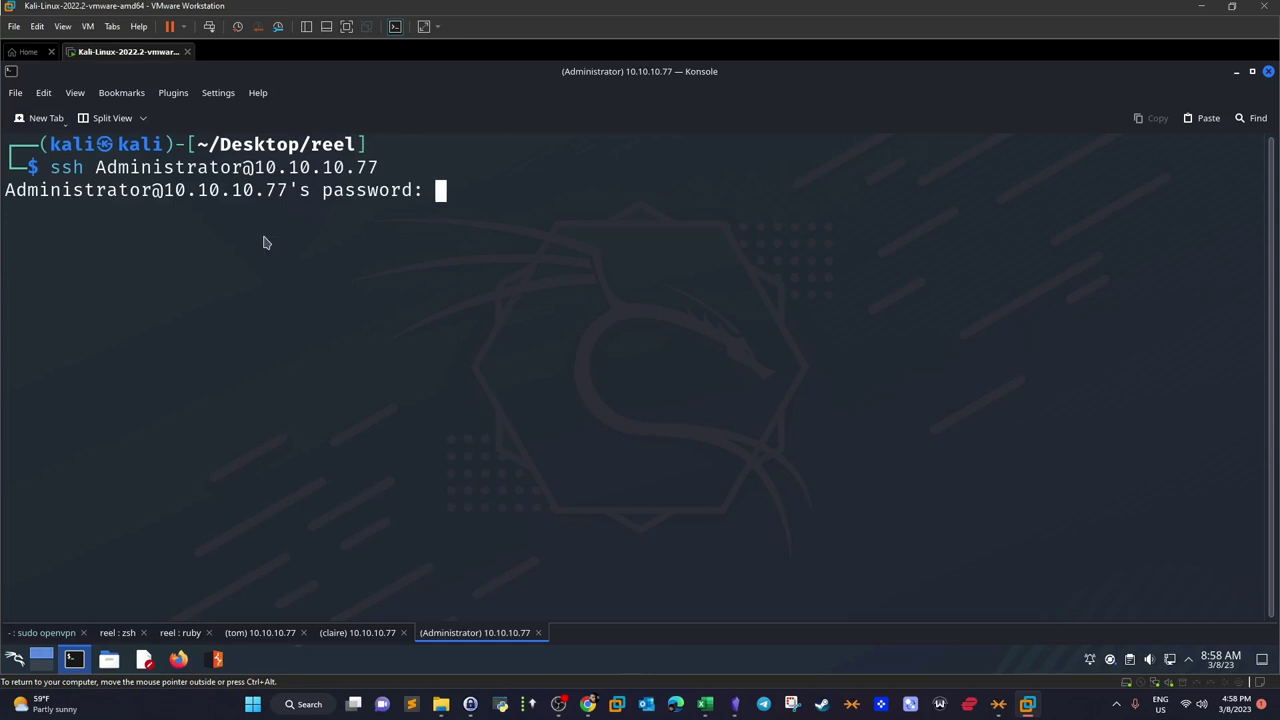 Kali-Linux-2022.2-vmware-amd64 - VMware Workstation
File Edit View VM Tabs Help
Home Kali-Linux-2022.2-vmwar...
(Administrator) 10.10.10.77 — Konsole
File Edit View Bookmarks Plugins Settings Help
New Tab Split View Copy Paste Find
┌──(kali㉿kali)-[~/Desktop/reel]
└─$ ssh Administrator@10.10.10.77
Administrator@10.10.10.77's password:
- : sudo openvpn reel : zsh reel : ruby (tom) 10.10.10.77 (claire) 10.10.10.77 (Administrator) 10.10.10.77
8:58 AM
3/8/23
To return to your computer, move the mouse pointer outside or press Ctrl+Alt.
59°F
Partly sunny
Search
ENG
US
4:58 PM
3/8/2023